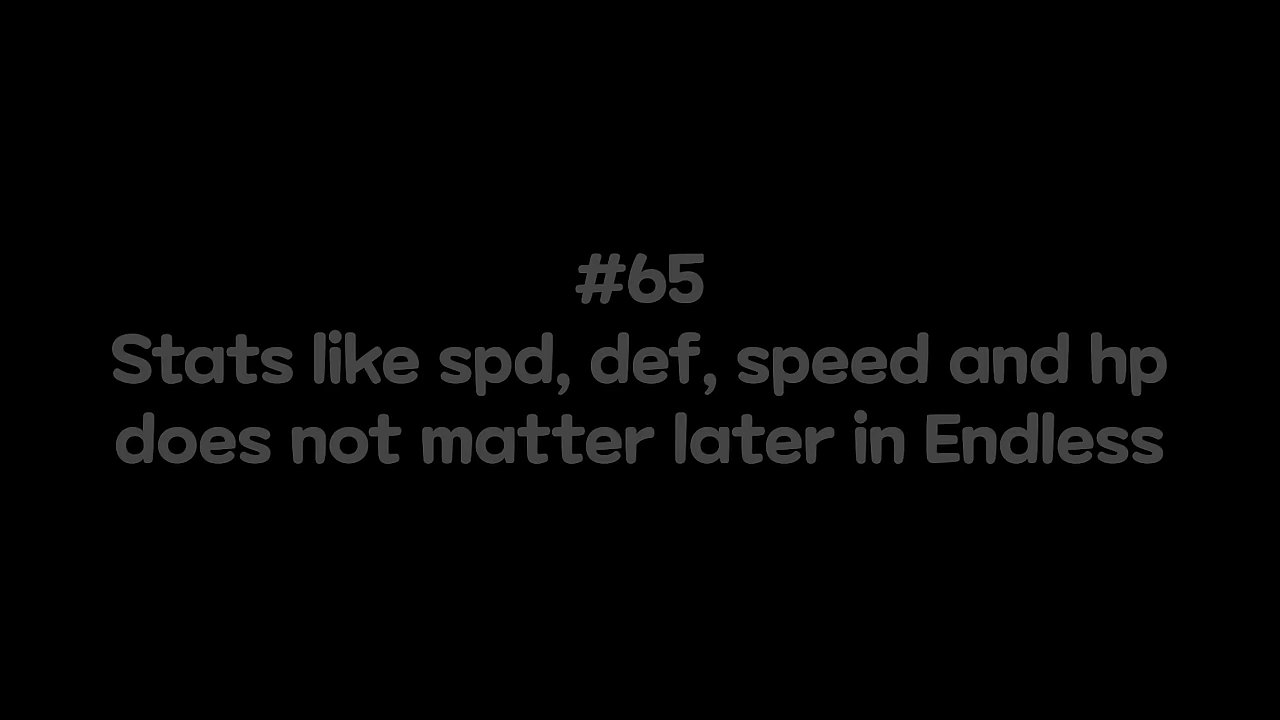 #65
Stats like spd, def, speed and hp
does not matter later in Endless